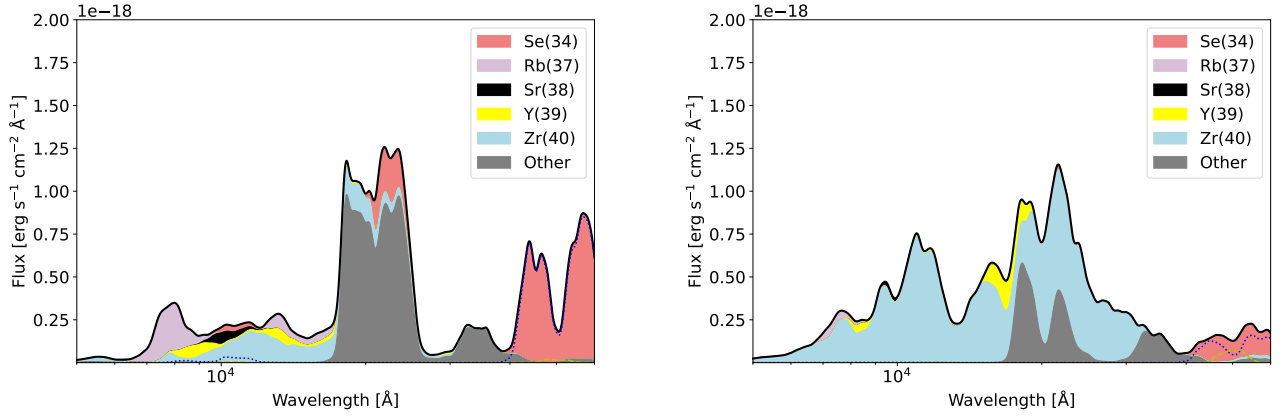 1e−18
2.00
1.75
1.50
1.25
1.00
0.75
0.50
0.25
Flux [erg s⁻¹ cm⁻² Å⁻¹]
10⁴
Wavelength [Å]
Se(34)
Rb(37)
Sr(38)
Y(39)
Zr(40)
Other
1e−18
2.00
1.75
1.50
1.25
1.00
0.75
0.50
0.25
Flux [erg s⁻¹ cm⁻² Å⁻¹]
10⁴
Wavelength [Å]
Se(34)
Rb(37)
Sr(38)
Y(39)
Zr(40)
Other